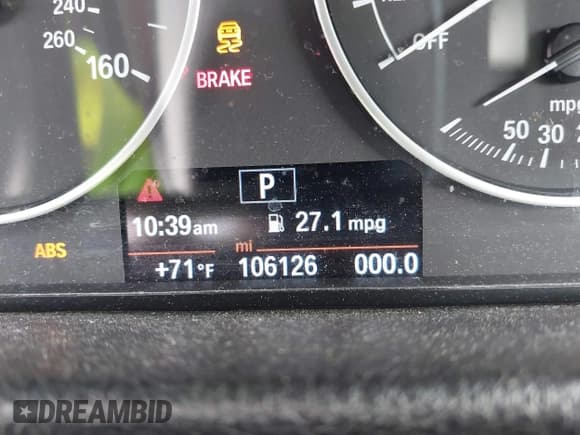 240
260
160
BRAKE
OFF
mpg
50 30
P
10:39am
27.1 mpg
ABS
mi
+71°F 106126 000.0
DREAMBID